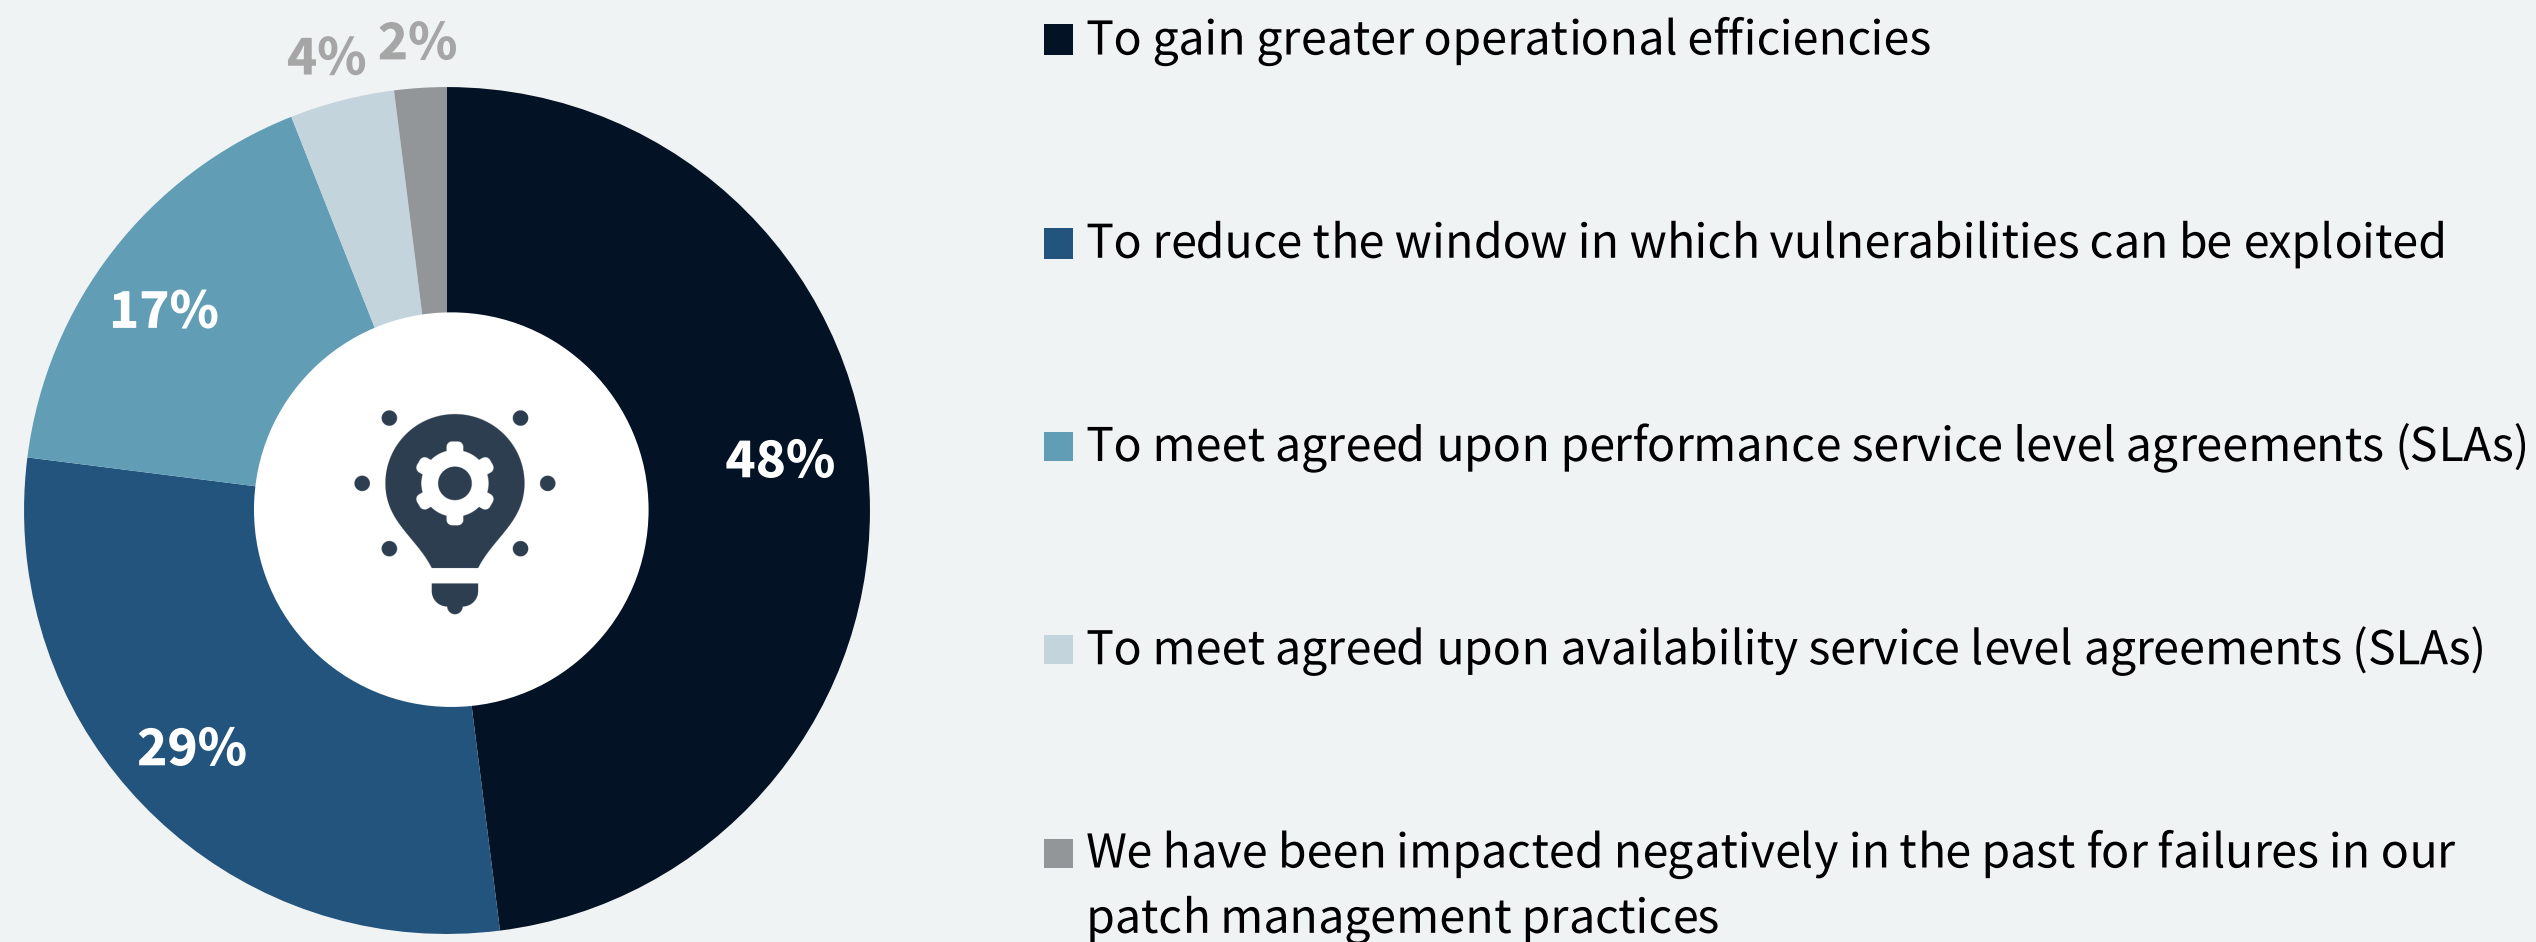 4%
2%
17%
48%
29%
To gain greater operational efficiencies
To reduce the window in which vulnerabilities can be exploited
To meet agreed upon performance service level agreements (SLAs)
To meet agreed upon availability service level agreements (SLAs)
We have been impacted negatively in the past for failures in our
patch management practices